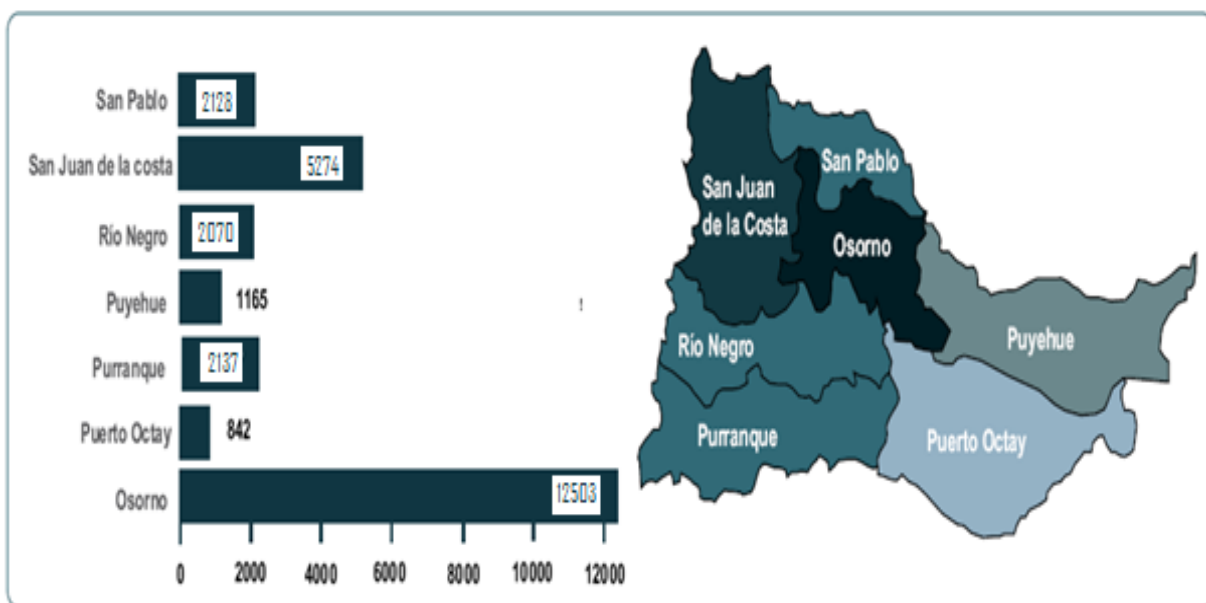 San Pablo
2128
San Juan de la costa
5274
Río Negro
2070
Puyehue
1165
Purranque
2137
Puerto Octay
842
Osorno
12503
0
2000
4000
6000
8000
10000
12000
San Pablo
San Juan
de la Costa
Osorno
Río Negro
Puyehue
Purranque
Puerto Octay